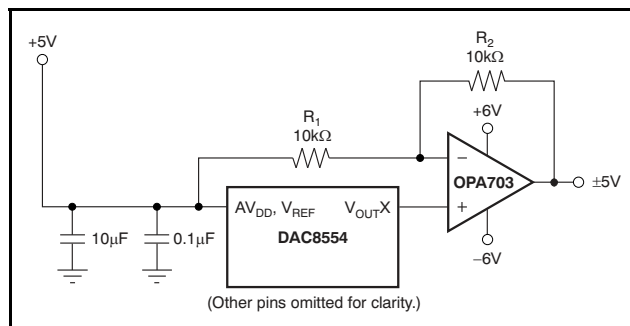 +5V
R2
10kΩ
R1
10kΩ
+6V
−
OPA703
±5V
+
−6V
AVDD, VREF
VOUTX
DAC8554
10μF
0.1μF
(Other pins omitted for clarity.)